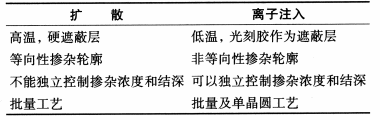 扩 散 离子注入
高温，硬遮蔽层 低温，光刻胶作为遮蔽层
等向性掺杂轮廓 非等向性掺杂轮廓
不能独立控制掺杂浓度和结深 可以独立控制掺杂浓度和结深
批量工艺 批量及单晶圆工艺